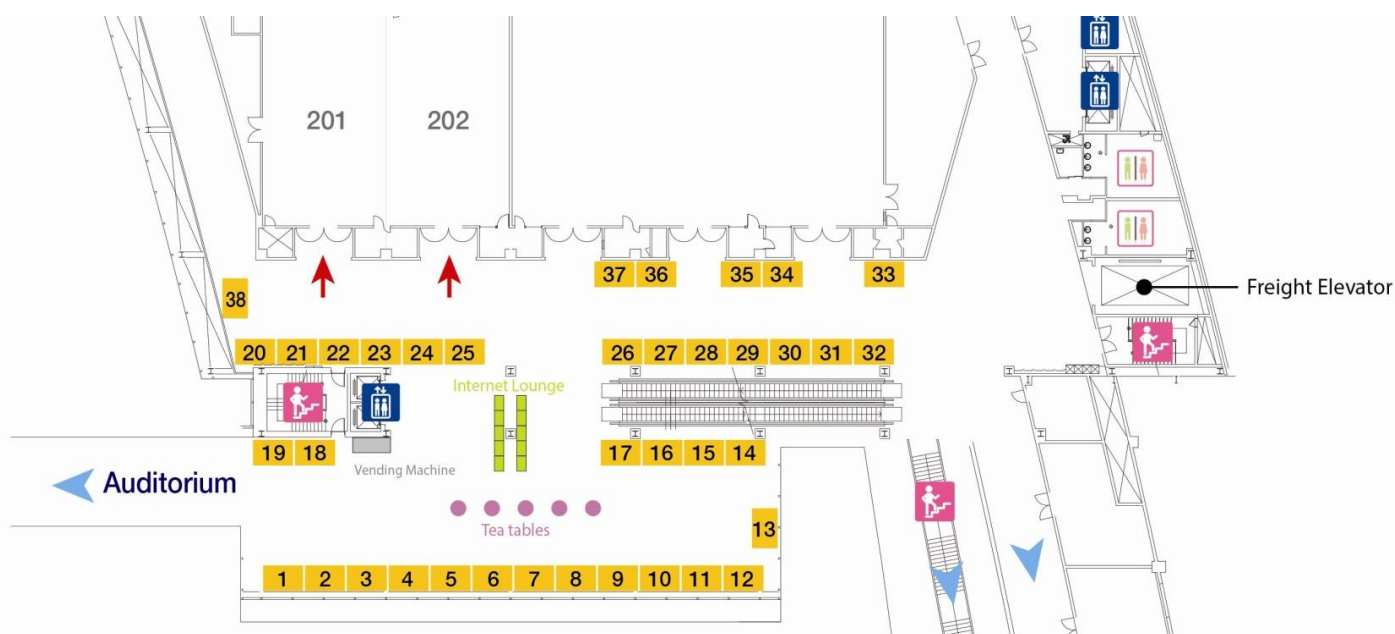 201 202
37 36 35 34 33
38
Freight Elevator
20 21 22 23 24 25 26 27 28 29 30 31 32
Internet Lounge
19 18 17 16 15 14
Vending Machine
Auditorium
Tea tables
13
1 2 3 4 5 6 7 8 9 10 11 12